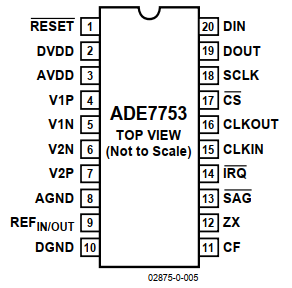 RESET 1 20 DIN
DVDD 2 19 DOUT
AVDD 3 18 SCLK
V1P 4 17 CS
V1N 5 16 CLKOUT
V2N 6 15 CLKIN
V2P 7 14 IRQ
AGND 8 13 SAG
REFIN/OUT 9 12 ZX
DGND 10 11 CF
ADE7753
TOP VIEW
(Not to Scale)
02875-0-005